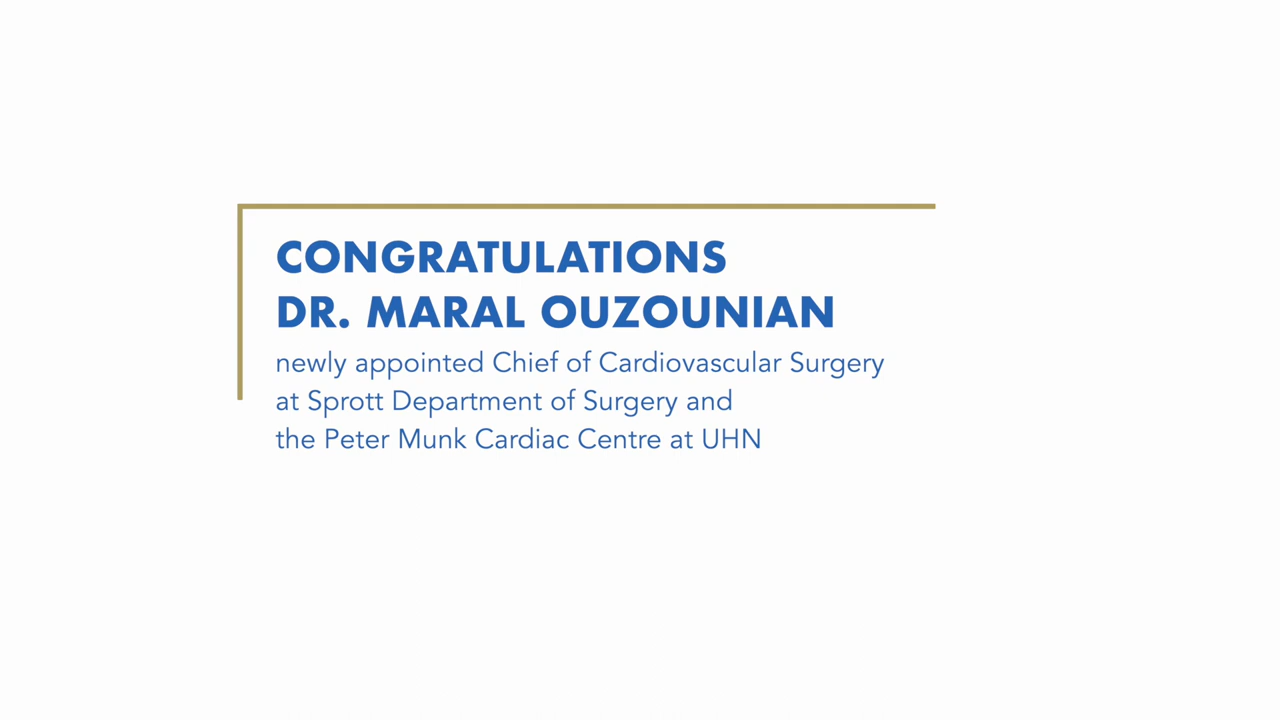 CONGRATULATIONS
DR. MARAL OUZOUNIAN
newly appointed Chief of Cardiovascular Surgery
at Sprott Department of Surgery and
the Peter Munk Cardiac Centre at UHN